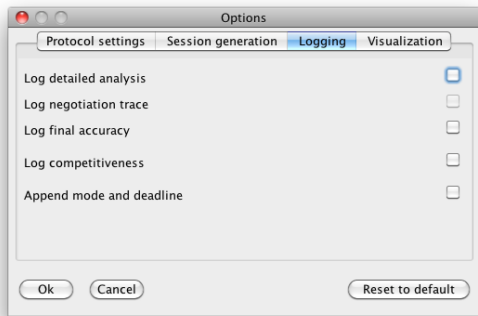 Options
Protocol settings Session generation Logging Visualization
Log detailed analysis
Log negotiation trace
Log final accuracy
Log competitiveness
Append mode and deadline
Ok Cancel Reset to default